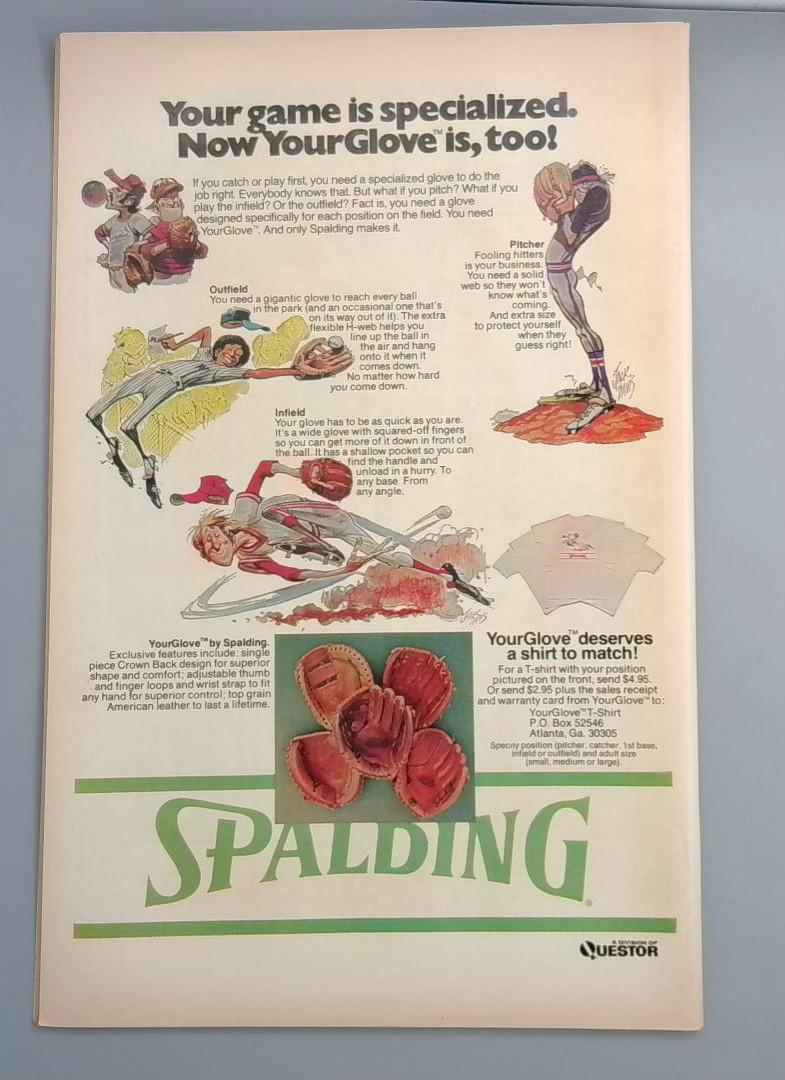 Your game is specialized.
Now YourGlove™ is, too!
If you catch or play first, you need a specialized glove to do the
job right. Everybody knows that. But what if you pitch? What if you
play the infield? Or the outfield? Fact is, you need a glove
designed specifically for each position on the field. You need
YourGlove™. And only Spalding makes it.
Pitcher
Fooling hitters
is your business.
You need a solid
web so they won't
know what's
coming.
And extra size
to protect yourself
when they
guess right!
Outfield
You need a gigantic glove to reach every ball
in the park (and an occasional one that's
on its way out of it). The extra
flexible H-web helps you
line up the ball in
the air and hang
onto it when it
comes down.
No matter how hard
you come down.
Jack
Davis
Infield
Your glove has to be as quick as you are.
It's a wide glove with squared-off fingers
so you can get more of it down in front of
the ball. It has a shallow pocket so you can
find the handle and
unload in a hurry. To
any base. From
any angle.
YourGlove™ by Spalding.
Exclusive features include: single
piece Crown Back design for superior
shape and comfort; adjustable thumb
and finger loops and wrist strap to fit
any hand for superior control; top grain
American leather to last a lifetime.
YourGlove™ deserves
a shirt to match!
For a T-shirt with your position
pictured on the front, send $4.95.
Or send $2.95 plus the sales receipt
and warranty card from YourGlove™ to:
YourGlove™ T-Shirt
P.O. Box 52546
Atlanta, Ga. 30305
Specify position (pitcher, catcher, 1st base,
infield or outfield) and adult size
(small, medium or large).
SPALDING®
A DIVISION OF
QUESTOR